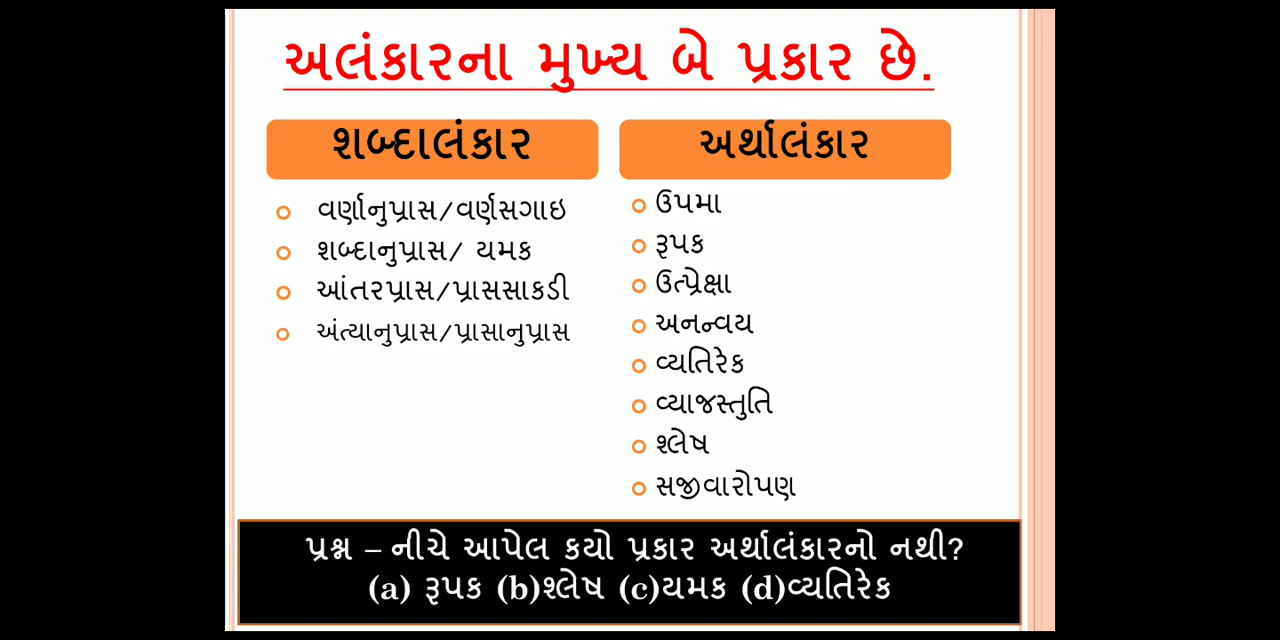 અલંકારના મુખ્ય બે પ્રકાર છે.
શબ્દાલંકાર
વર્ણાનુપ્રાસ/વર્ણસગાઇ
શબ્દાનુપ્રાસ/ યમક
આંતરપ્રાસ/પ્રાસસાકડી
અંત્યાનુપ્રાસ/પ્રાસાનુપ્રાસ
અર્થાલંકાર
ઉપમા
રૂપક
ઉત્પ્રેક્ષા
અનન્વય
વ્યતિરેક
વ્યાજસ્તુતિ
શ્લેષ
સજીવારોપણ
પ્રશ્ન – નીચે આપેલ કયો પ્રકાર અર્થાલંકારનો નથી?
(a) રૂપક (b)શ્લેષ (c)યમક (d)વ્યતિરેક